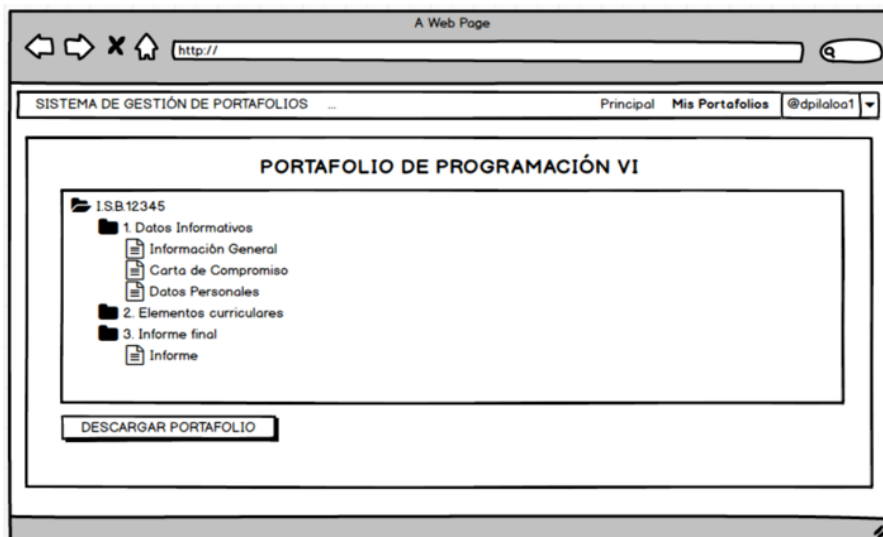 A Web Page
http://
SISTEMA DE GESTIÓN DE PORTAFOLIOS ... Principal Mis Portafolios @dpilaloa1
PORTAFOLIO DE PROGRAMACIÓN VI
I.S.B.12345
1. Datos Informativos
Información General
Carta de Compromiso
Datos Personales
2. Elementos curriculares
3. Informe final
Informe
DESCARGAR PORTAFOLIO